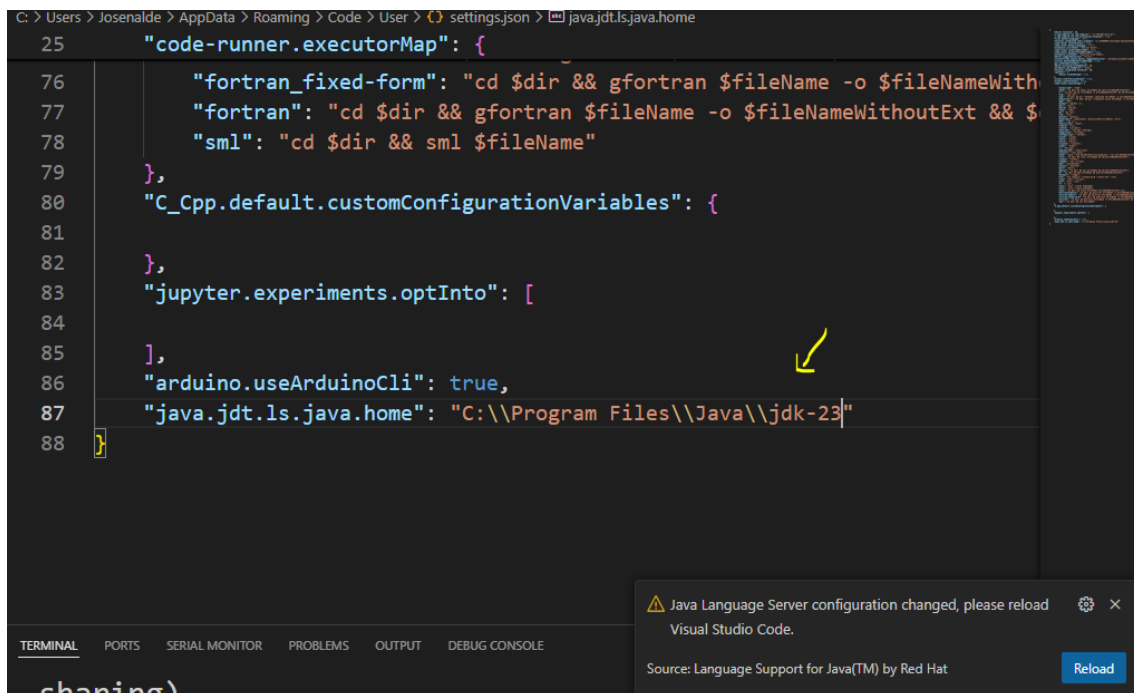 C: > Users > Josenalde > AppData > Roaming > Code > User > {} settings.json > abc java.jdt.ls.java.home
25 "code-runner.executorMap": {
76 "fortran_fixed-form": "cd $dir && gfortran $fileName -o $fileNameWith
77 "fortran": "cd $dir && gfortran $fileName -o $fileNameWithoutExt && $
78 "sml": "cd $dir && sml $fileName"
79 },
80 "C_Cpp.default.customConfigurationVariables": {
81
82 },
83 "jupyter.experiments.optInto": [
84
85 ],
86 "arduino.useArduinoCli": true,
87 "java.jdt.ls.java.home": "C:\\Program Files\\Java\\jdk-23"
88 }
Java Language Server configuration changed, please reload
Visual Studio Code.
Source: Language Support for Java(TM) by Red Hat
Reload
TERMINAL PORTS SERIAL MONITOR PROBLEMS OUTPUT DEBUG CONSOLE
sharing)